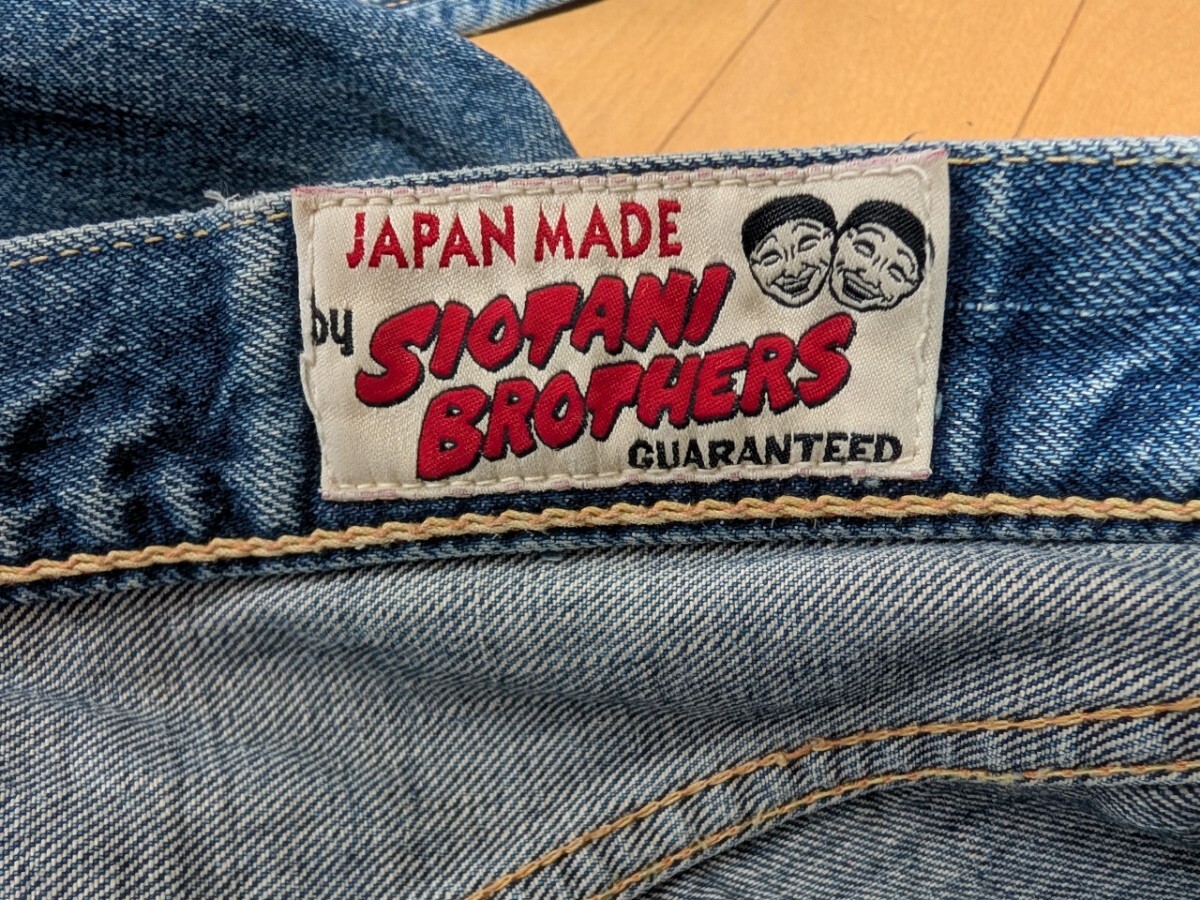 JAPAN MADE
by SIOTANI
BROTHERS
GUARANTEED